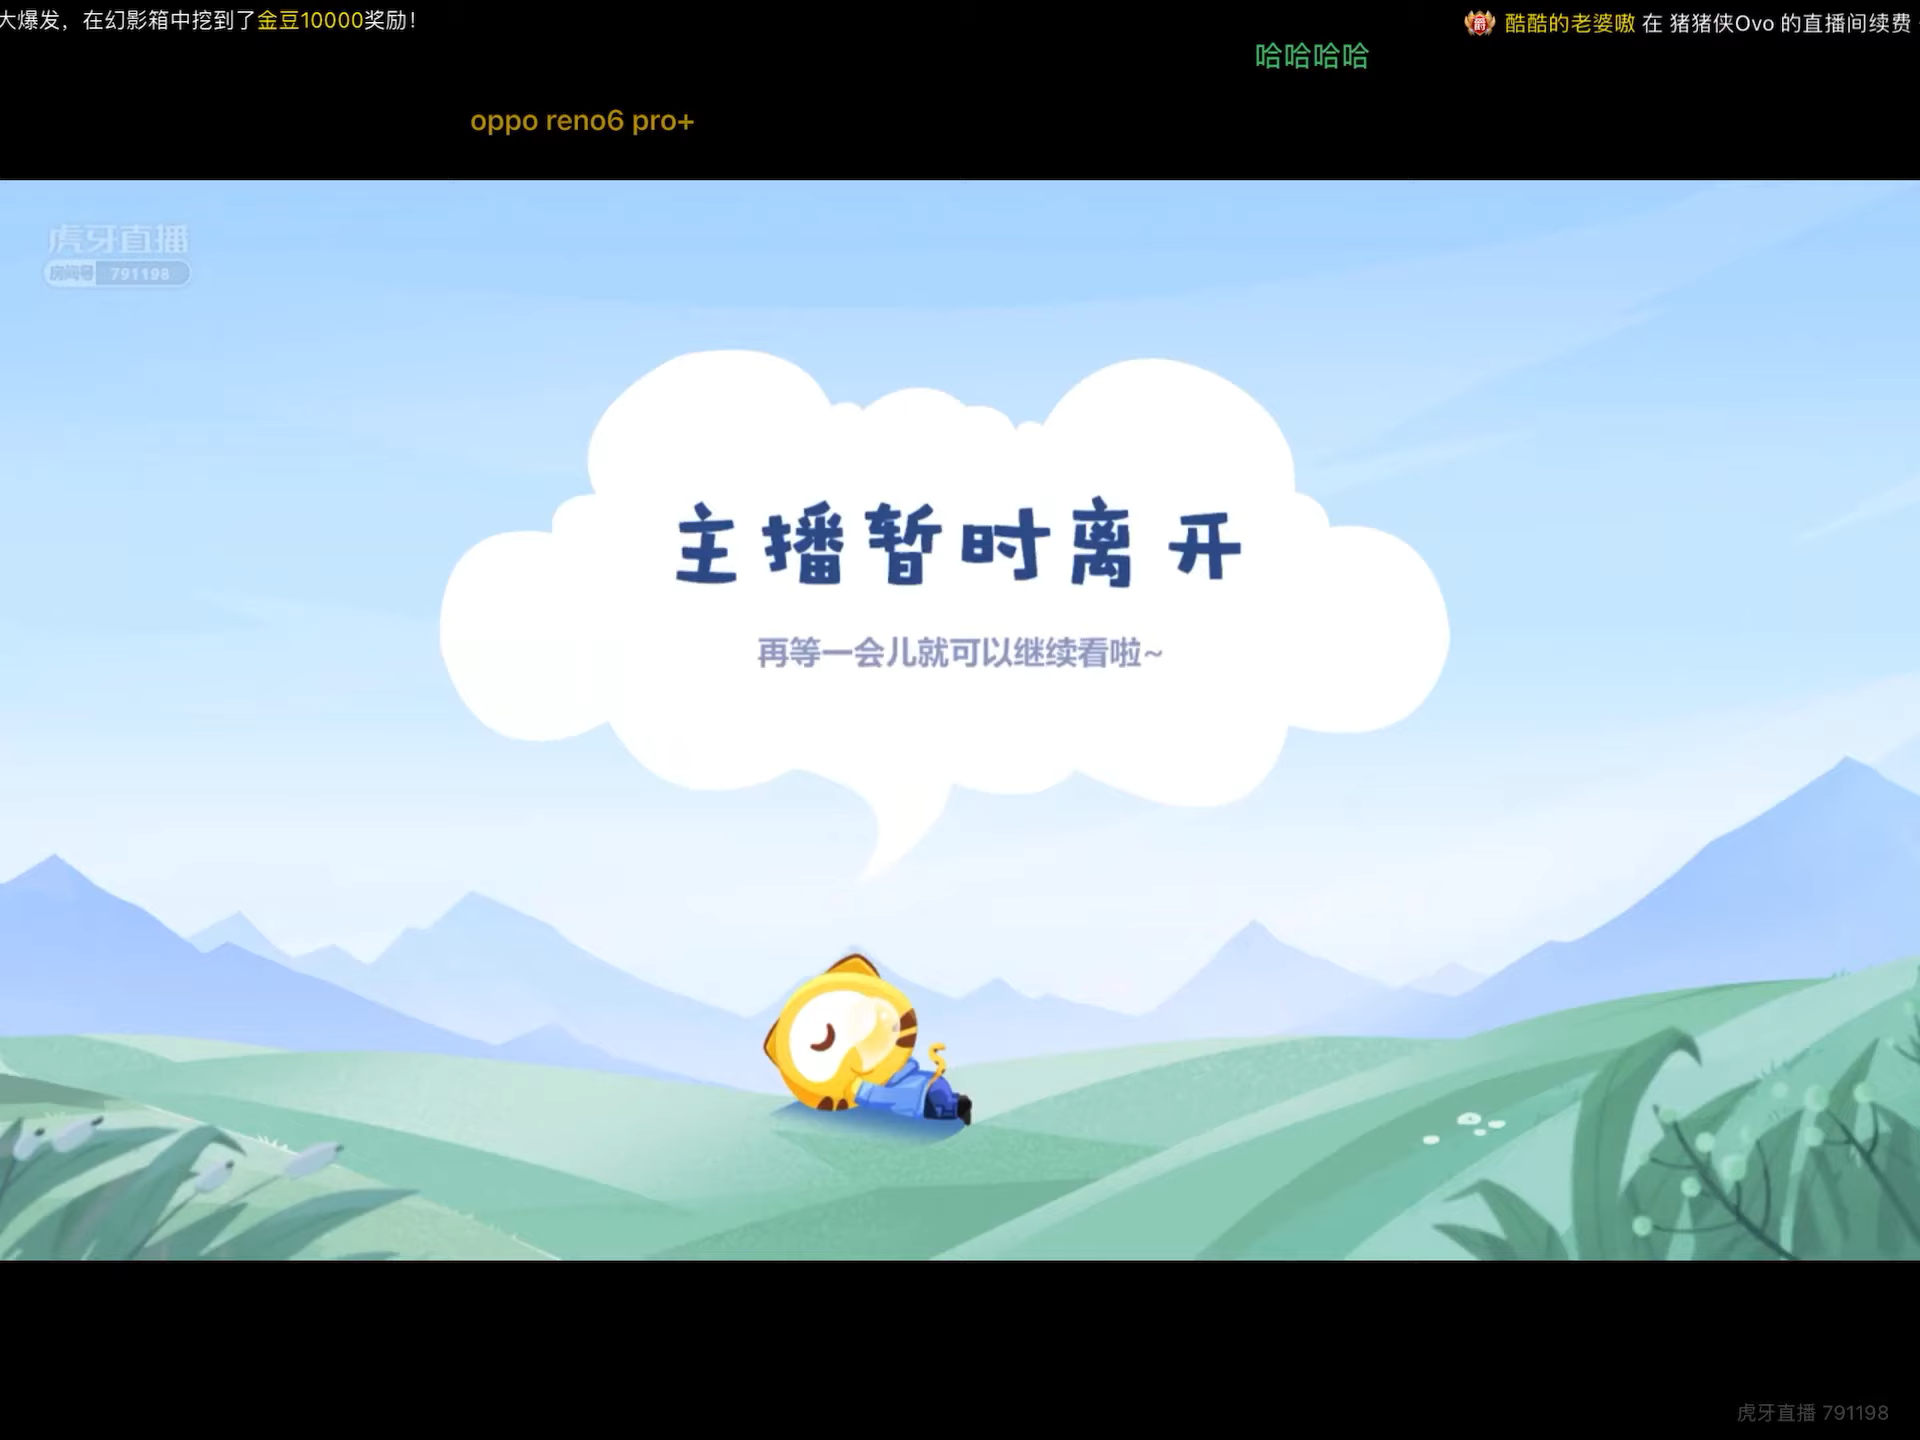 大爆发，在幻影箱中挖到了金豆10000奖励！
酷酷的老婆嗷 在 猪猪侠Ovo 的直播间续费
哈哈哈哈
oppo reno6 pro+
虎牙直播
房间号 791198
主播暂时离开
再等一会儿就可以继续看啦~
虎牙直播 791198